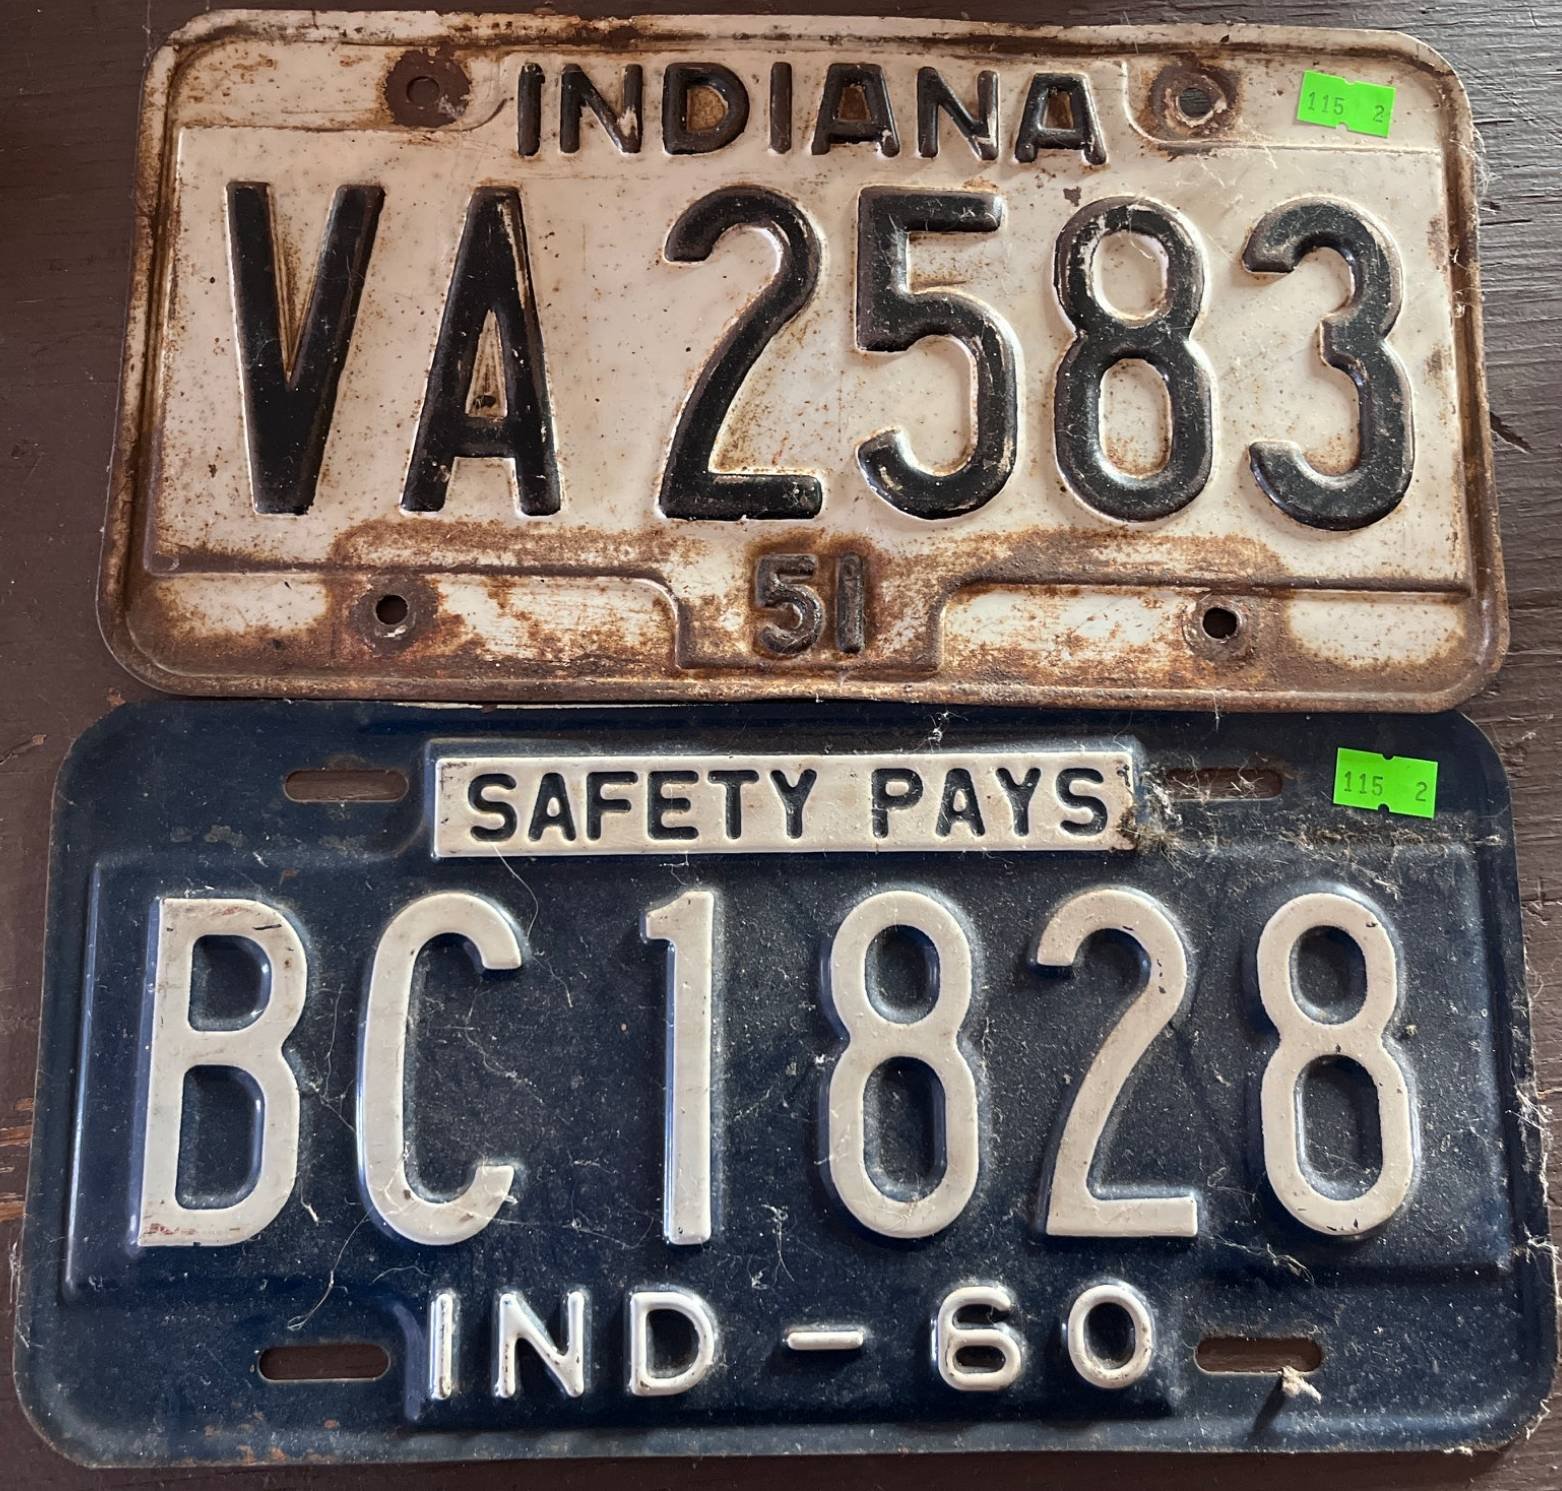 INDIANA
115 2
VA 2583
51
SAFETY PAYS
115 2
BC 1828
IND - 60